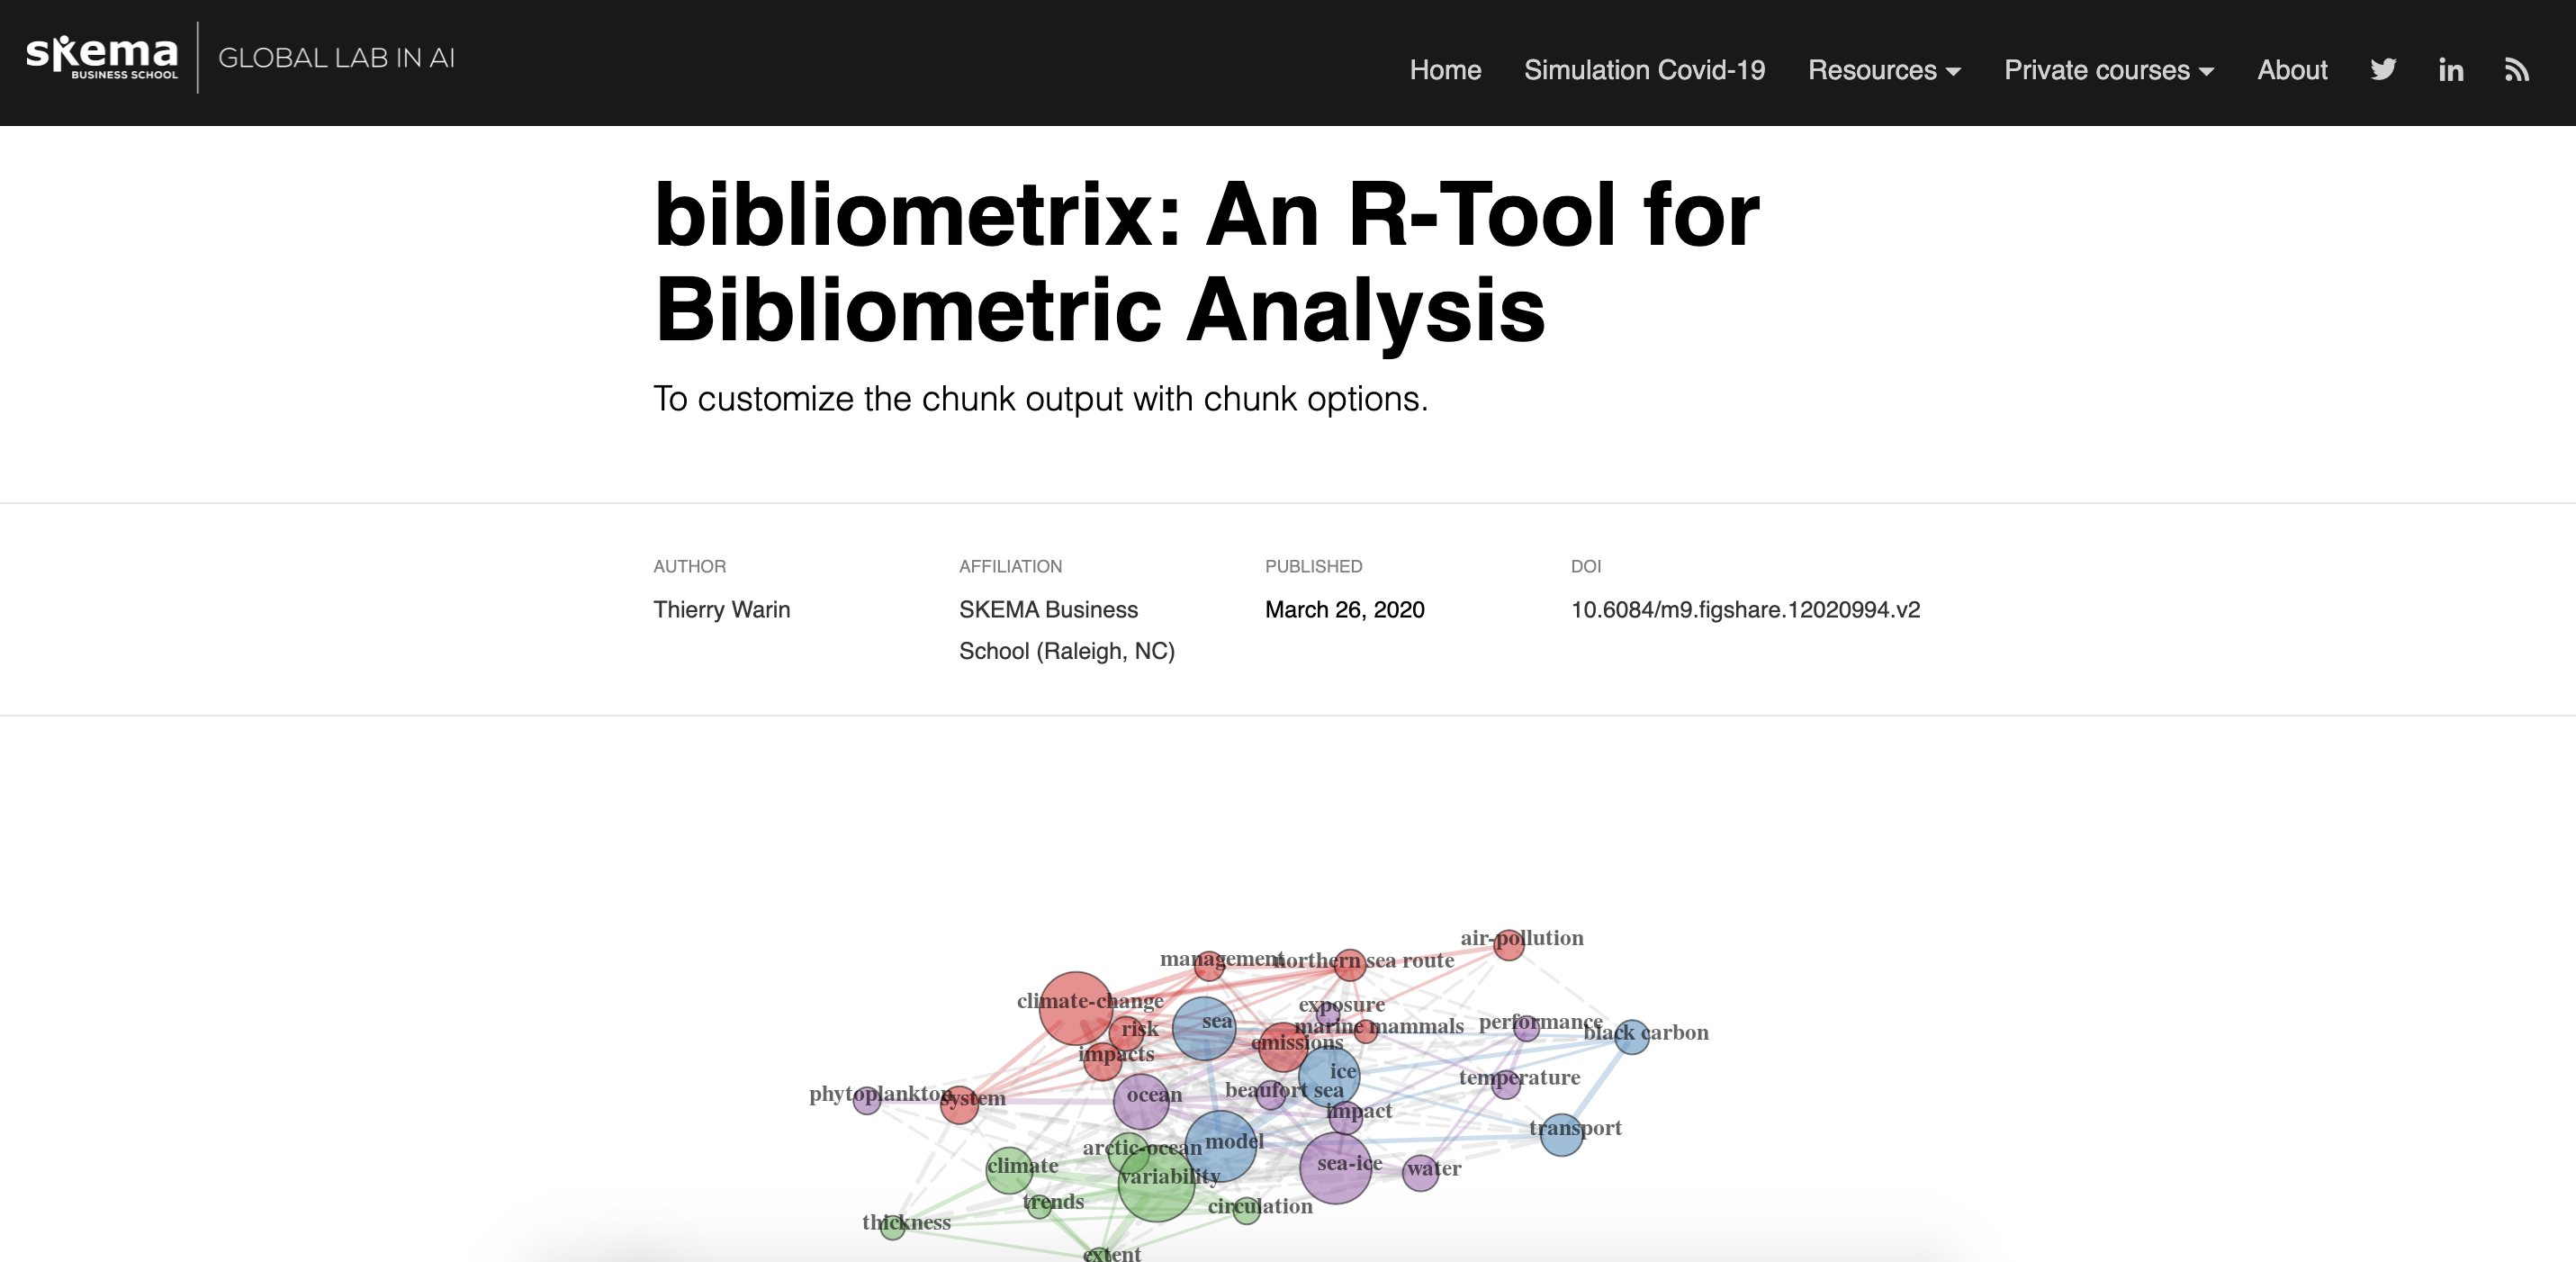 skema
BUSINESS SCHOOL
GLOBAL LAB IN AI
Home Simulation Covid-19 Resources Private courses About
bibliometrix: An R-Tool for
Bibliometric Analysis
To customize the chunk output with chunk options.
AUTHOR
Thierry Warin
AFFILIATION
SKEMA Business
School (Raleigh, NC)
PUBLISHED
March 26, 2020
DOI
10.6084/m9.figshare.12020994.v2
air-pollution
management
northern sea route
climate-change
exposure
sea
risk
marine mammals
performance
black carbon
emissions
impacts
ice
temperature
phytoplankton
system
ocean
beaufort sea
impact
transport
arctic-ocean
model
climate
sea-ice
water
variability
trends
circulation
thickness
extent